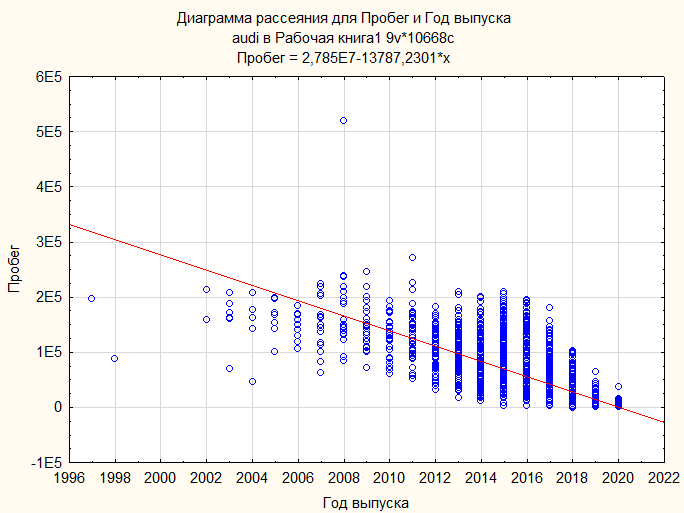 Диаграмма рассеяния для Пробег и Год выпуска
audi в Рабочая книга1 9v*10668c
Пробег = 2,785E7-13787,2301*x
6E5
5E5
4E5
3E5
2E5
1E5
0
-1E5
Пробег
1996 1998 2000 2002 2004 2006 2008 2010 2012 2014 2016 2018 2020 2022
Год выпуска